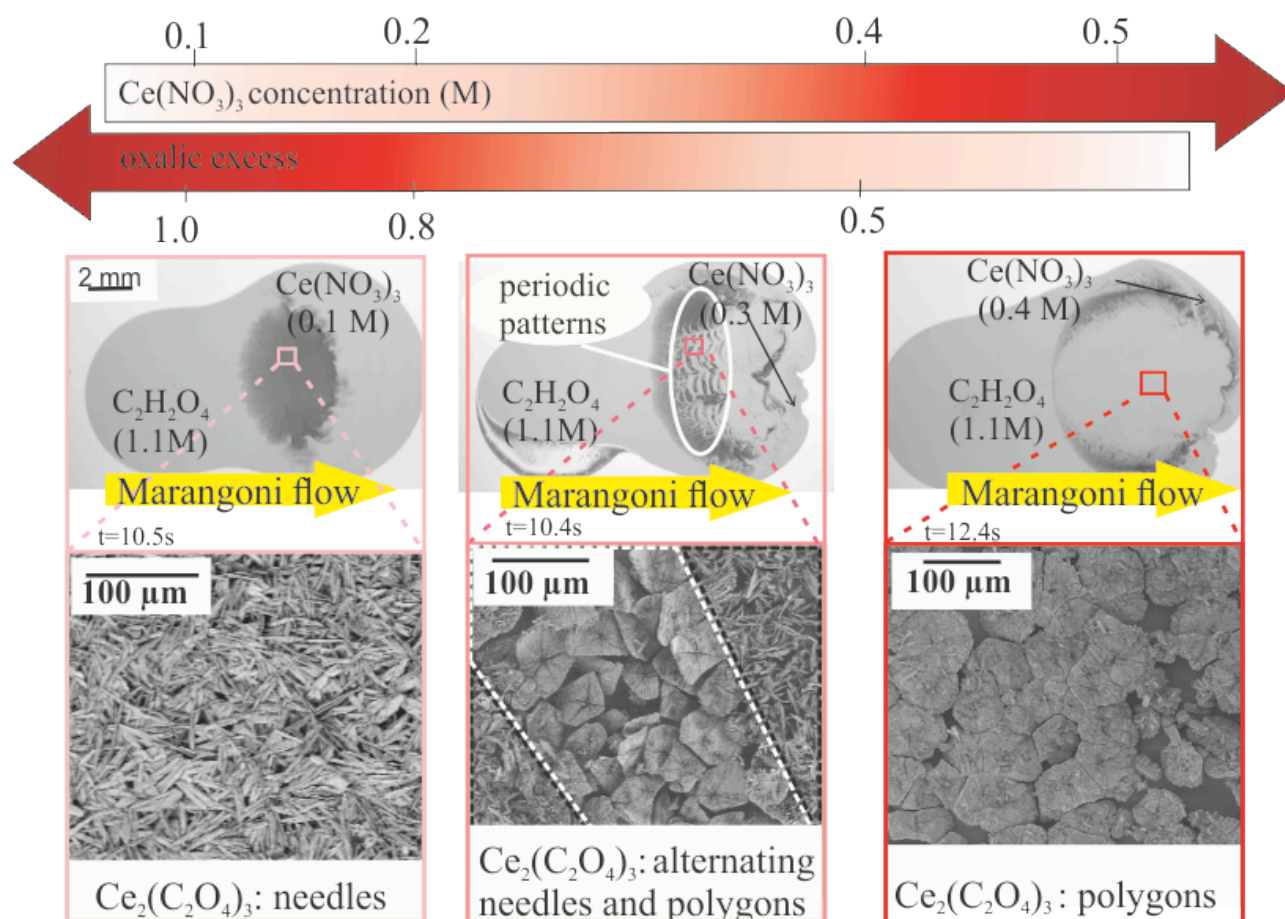 0.1 0.2 0.4 0.5
Ce(NO₃)₃ concentration (M)
oxalic excess
1.0 0.8 0.5
2 mm
Ce(NO₃)₃
(0.1 M)
C₂H₂O₄
(1.1M)
Marangoni flow
t=10.5s
100 µm
Ce₂(C₂O₄)₃: needles
periodic
patterns
Ce(NO₃)₃
(0.3 M)
C₂H₂O₄
(1.1M)
Marangoni flow
t=10.4s
100 µm
Ce₂(C₂O₄)₃: alternating
needles and polygons
Ce(NO₃)₃
(0.4 M)
C₂H₂O₄
(1.1M)
Marangoni flow
t=12.4s
100 µm
Ce₂(C₂O₄)₃: polygons